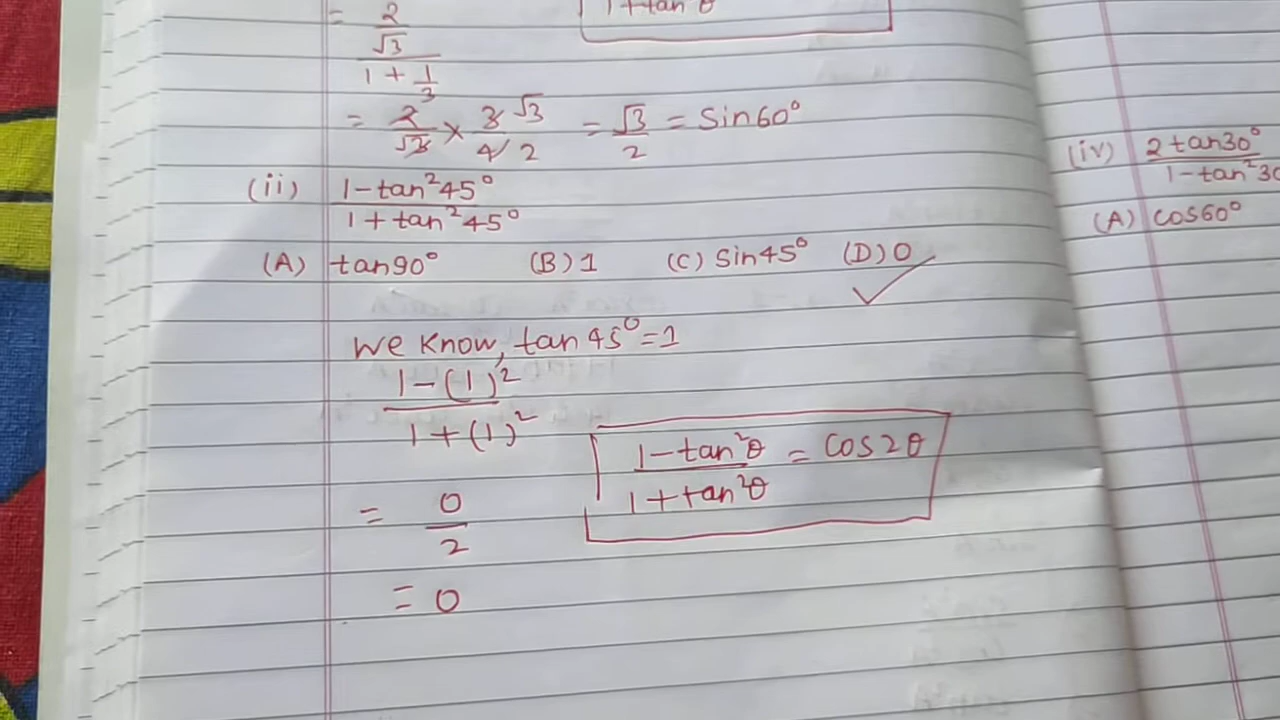 = 2/√3 / 1 + 1/3
1 + tan θ
= 2/√3 × 3 √3/4 2 = √3/2 = Sin60°
(ii) 1-tan²45°/1+tan²45°
(A) tan90° (B) 1 (C) Sin45° (D) 0 ✓
We know, tan45°=1
1-(1)²/1+(1)²
1-tan²θ/1+tan²θ = cos2θ
= 0/2
= 0
(iv) 2tan30°/1-tan²30
(A) cos60°